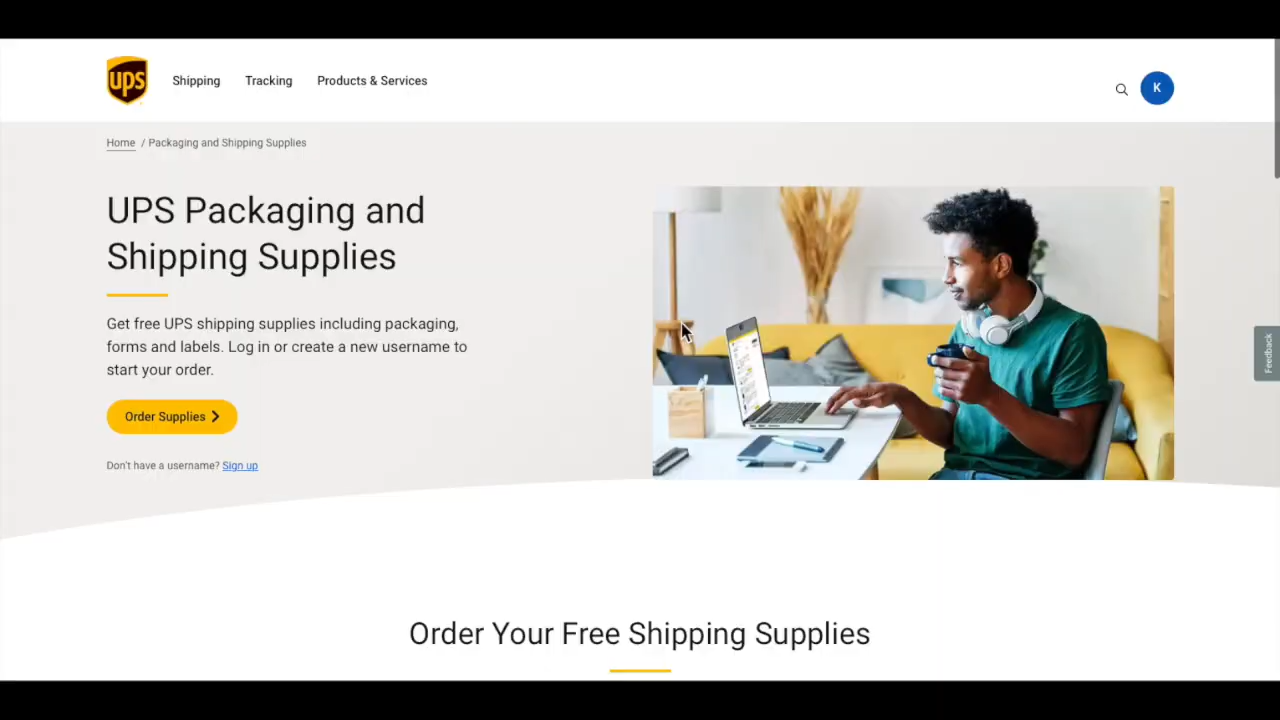 ups
Shipping
Tracking
Products & Services
K
Home / Packaging and Shipping Supplies
UPS Packaging and
Shipping Supplies
Get free UPS shipping supplies including packaging,
forms and labels. Log in or create a new username to
start your order.
Order Supplies
Don't have a username? Sign up
Feedback
Order Your Free Shipping Supplies